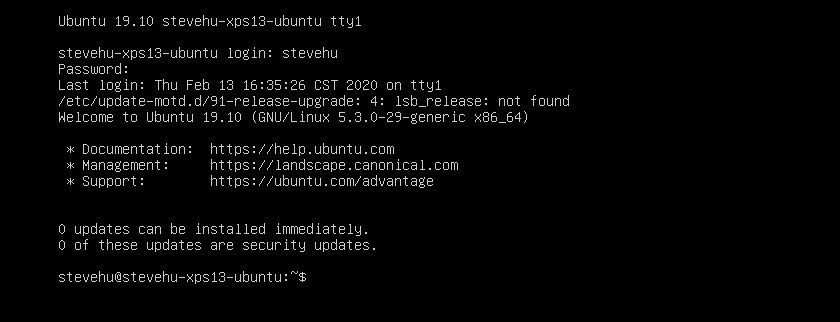 Ubuntu 19.10 stevehu-xps13-ubuntu tty1
stevehu-xps13-ubuntu login: stevehu
Password:
Last login: Thu Feb 13 16:35:26 CST 2020 on tty1
/etc/update-motd.d/91-release-upgrade: 4: lsb_release: not found
Welcome to Ubuntu 19.10 (GNU/Linux 5.3.0-29-generic x86_64)
* Documentation:  https://help.ubuntu.com
* Management:     https://landscape.canonical.com
* Support:        https://ubuntu.com/advantage
0 updates can be installed immediately.
0 of these updates are security updates.
stevehu@stevehu-xps13-ubuntu:~$